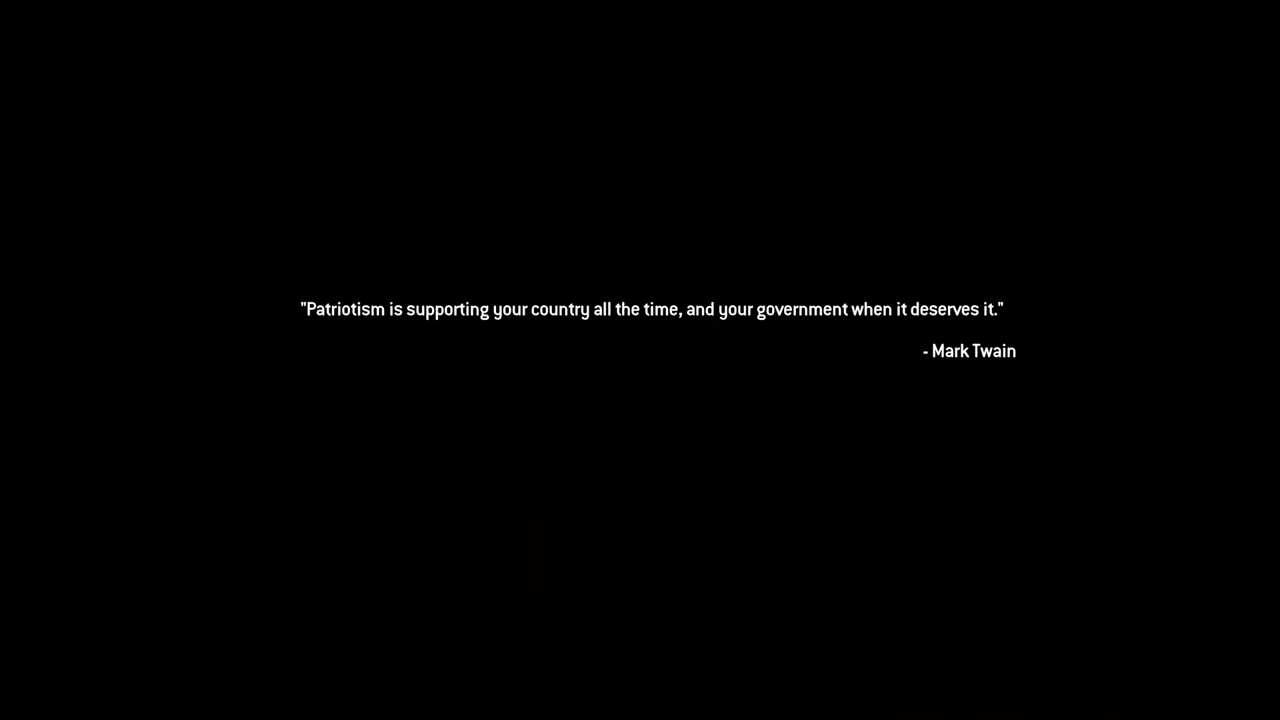 "Patriotism is supporting your country all the time, and your government when it deserves it."
- Mark Twain